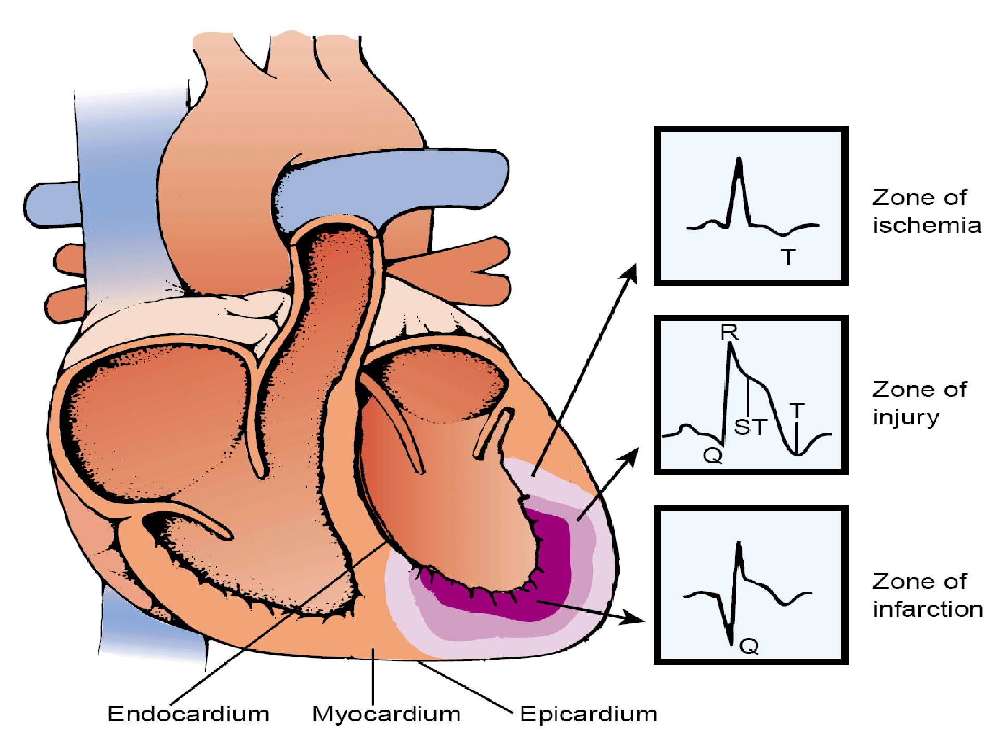 T
Zone of
ischemia
R
Q
ST
T
Zone of
injury
Q
Zone of
infarction
Endocardium
Myocardium
Epicardium